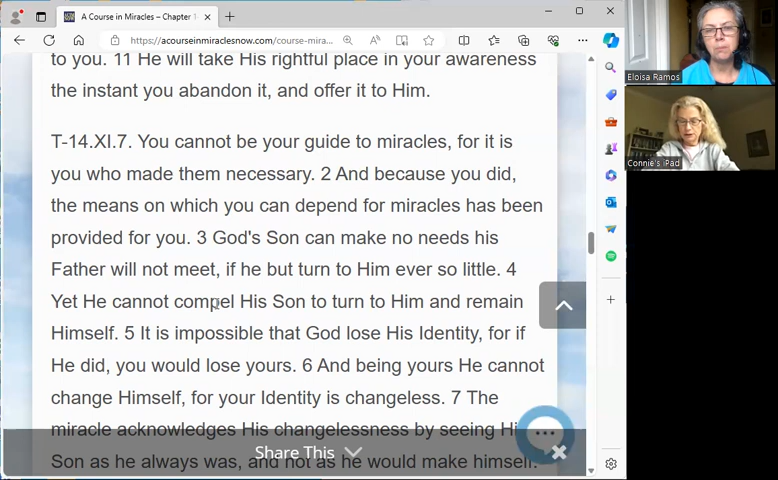 A Course in Miracles – Chapter 1
https://acourseinmiraclesnow.com/course-mira...
to you. 11 He will take His rightful place in your awareness
the instant you abandon it, and offer it to Him.
T-14.XI.7. You cannot be your guide to miracles, for it is
you who made them necessary. 2 And because you did,
the means on which you can depend for miracles has been
provided for you. 3 God's Son can make no needs his
Father will not meet, if he but turn to Him ever so little. 4
Yet He cannot compel His Son to turn to Him and remain
Himself. 5 It is impossible that God lose His Identity, for if
He did, you would lose yours. 6 And being yours He cannot
change Himself, for your Identity is changeless. 7 The
miracle acknowledges His changelessness by seeing Hi
Share This
Son as he always was, and not as he would make himself.
Eloisa Ramos
Connie's iPad